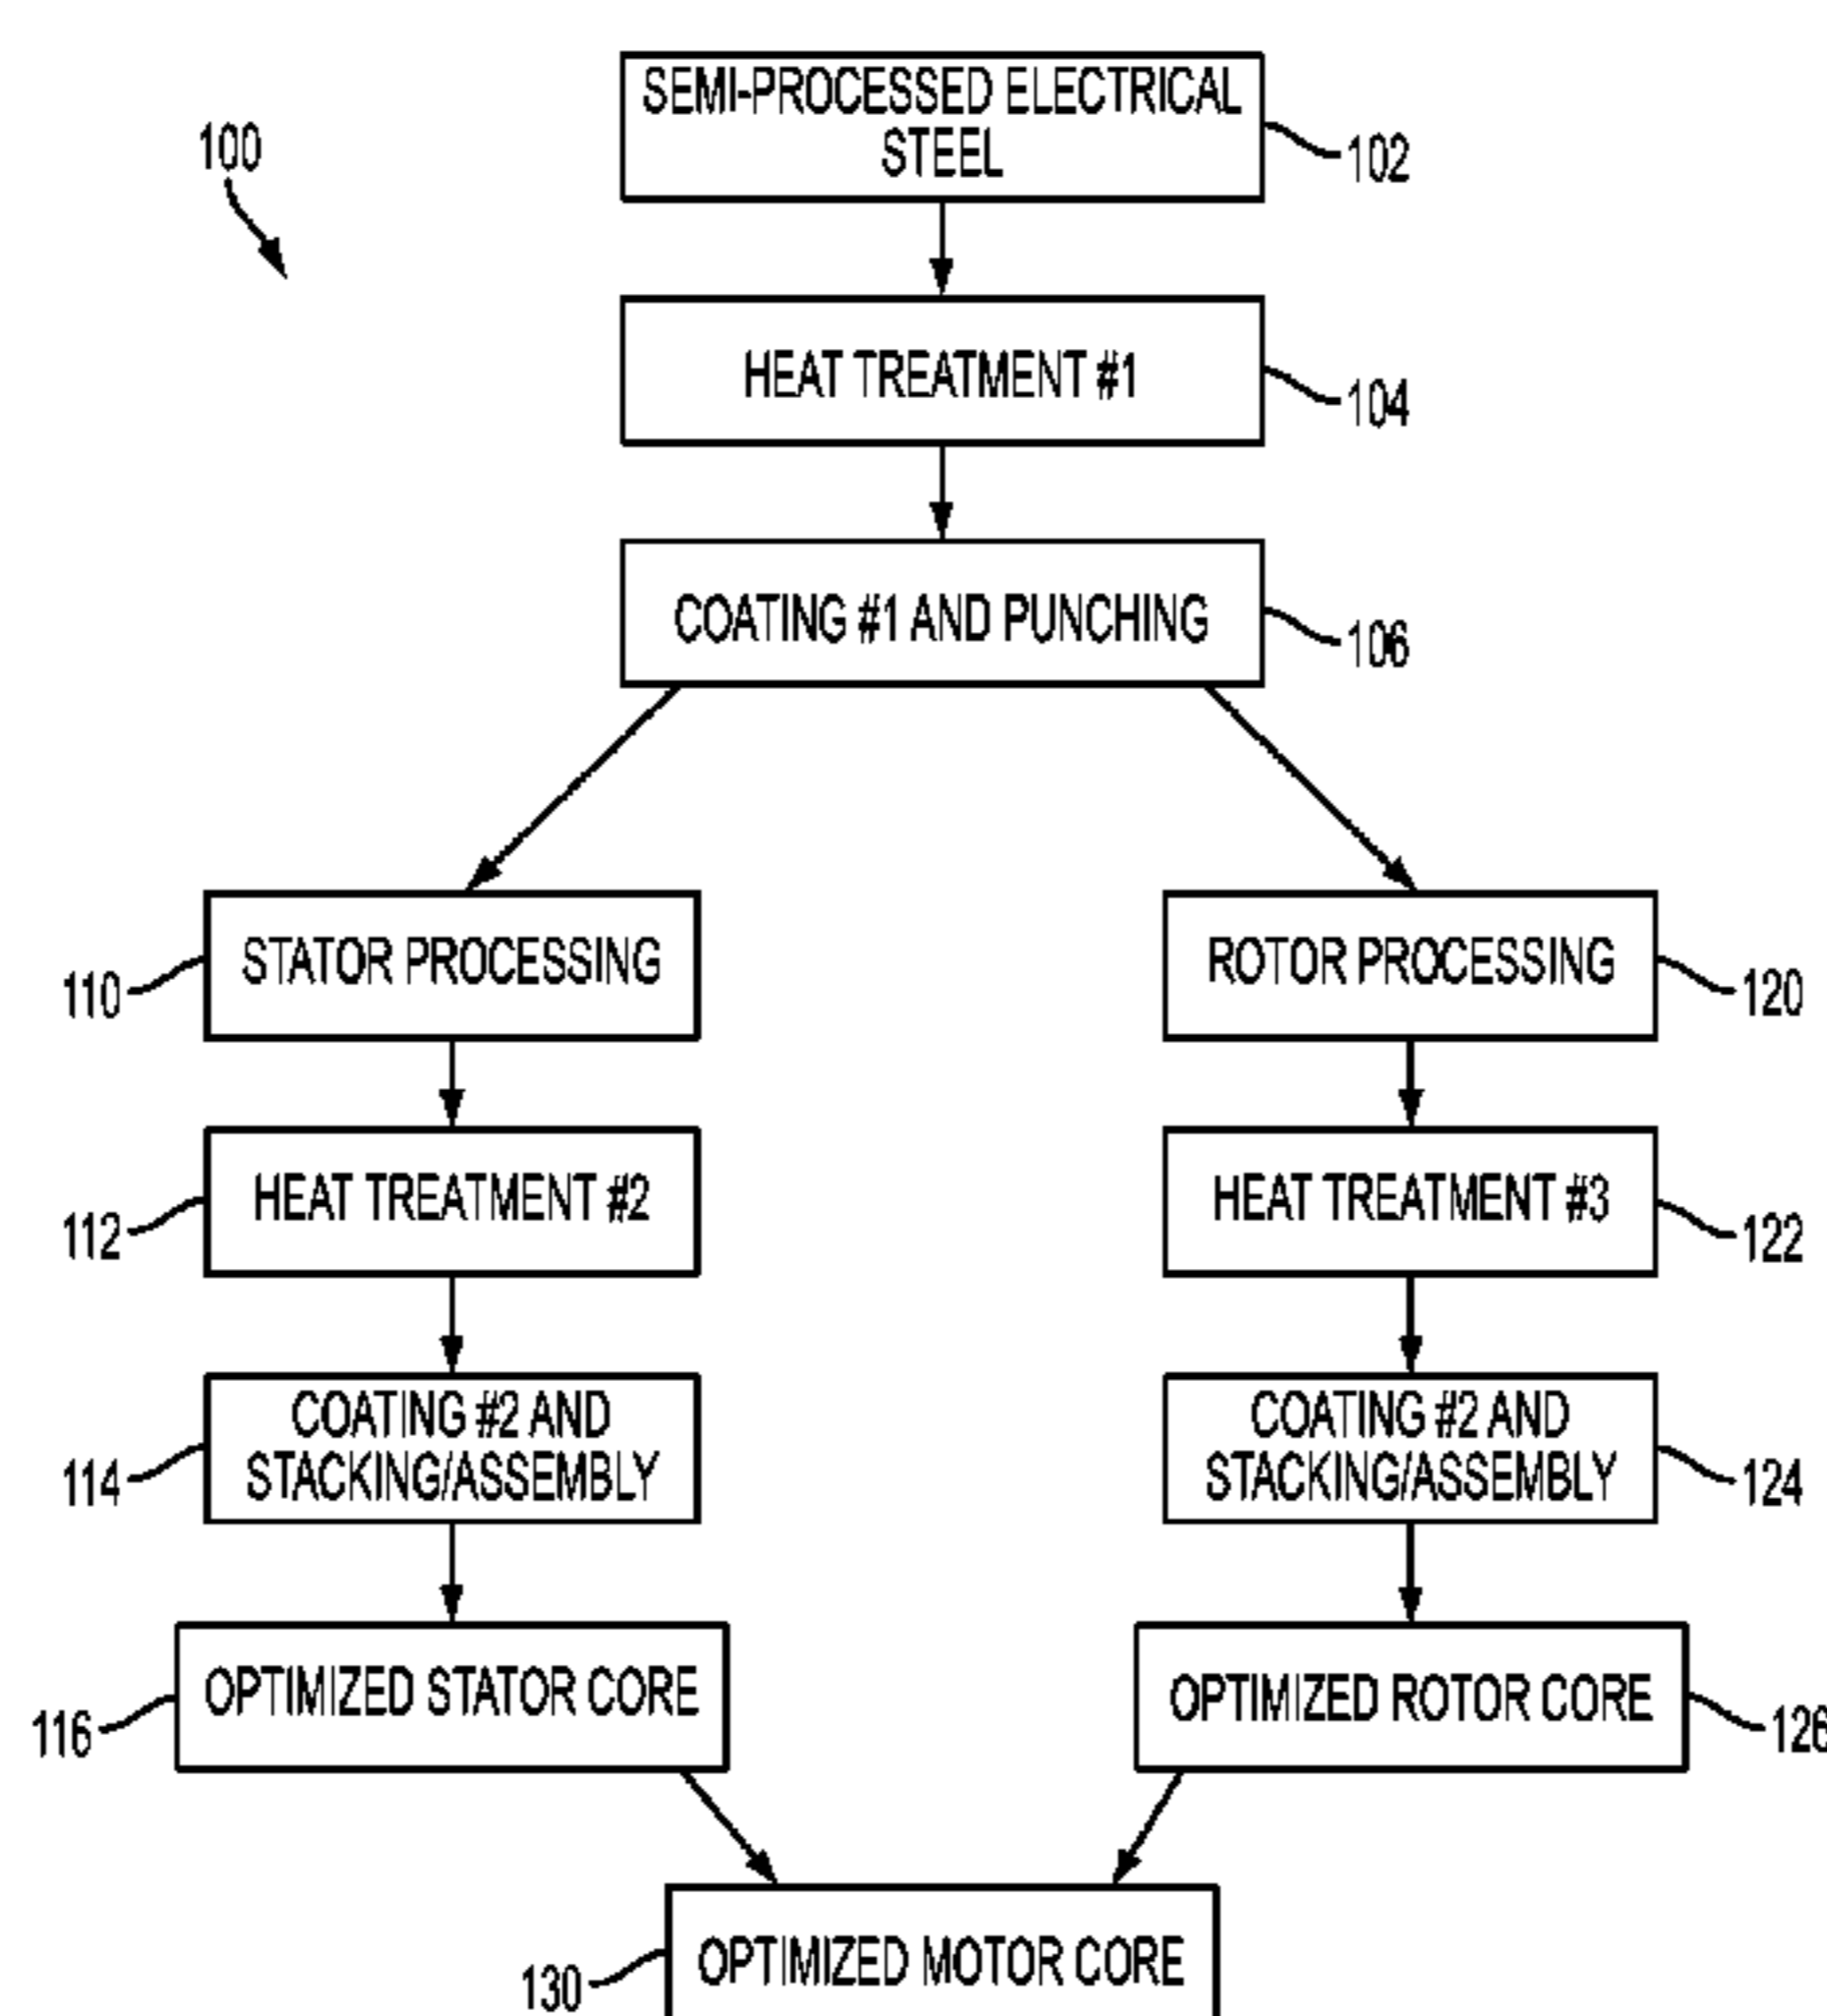 100
SEMI-PROCESSED ELECTRICAL
STEEL
102
HEAT TREATMENT #1
104
COATING #1 AND PUNCHING
106
STATOR PROCESSING
110
ROTOR PROCESSING
120
HEAT TREATMENT #2
112
HEAT TREATMENT #3
122
COATING #2 AND
STACKING/ASSEMBLY
114
COATING #2 AND
STACKING/ASSEMBLY
124
OPTIMIZED STATOR CORE
116
OPTIMIZED ROTOR CORE
126
OPTIMIZED MOTOR CORE
130